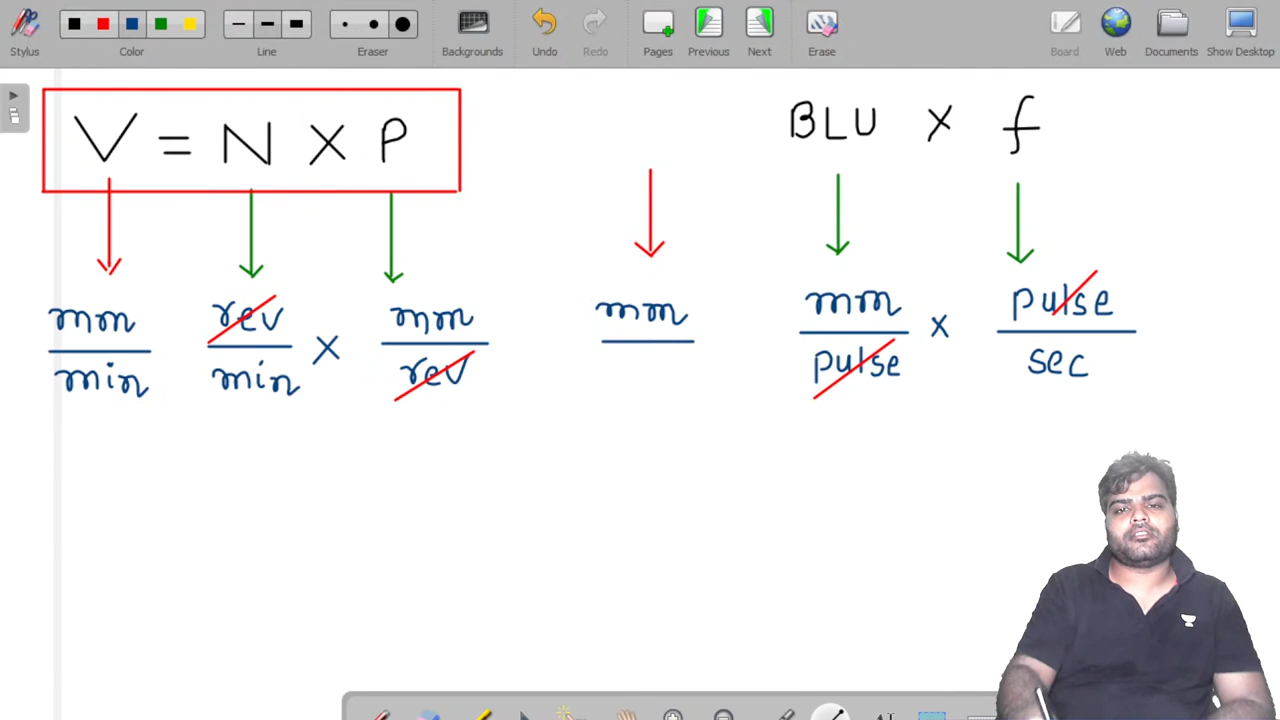 Stylus
Color
Line
Eraser
Backgrounds
Undo
Redo
Pages
Previous
Next
Erase
Board
Web
Documents
Show Desktop
V = N X P
BLU X f
mm/min rev/min X mm/rev
mm/ mm/pulse x pulse/sec